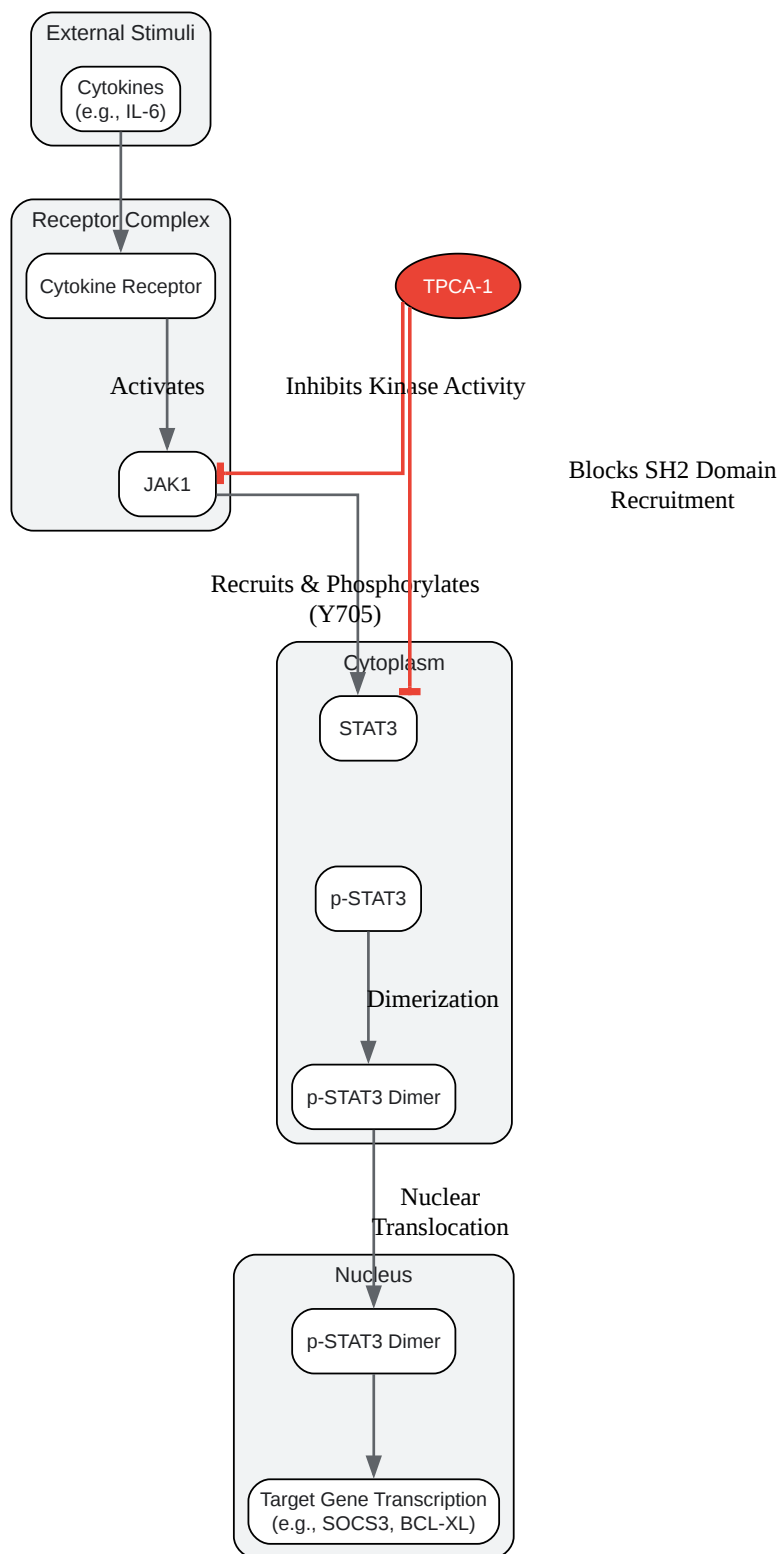 External Stimuli
Cytokines
(e.g., IL-6)
Receptor Complex
Cytokine Receptor
TPCA-1
Activates
Inhibits Kinase Activity
JAK1
Blocks SH2 Domain
Recruitment
Recruits & Phosphorylates
(Y705)
Cytoplasm
STAT3
p-STAT3
Dimerization
p-STAT3 Dimer
Nuclear
Translocation
Nucleus
p-STAT3 Dimer
Target Gene Transcription
(e.g., SOCS3, BCL-XL)